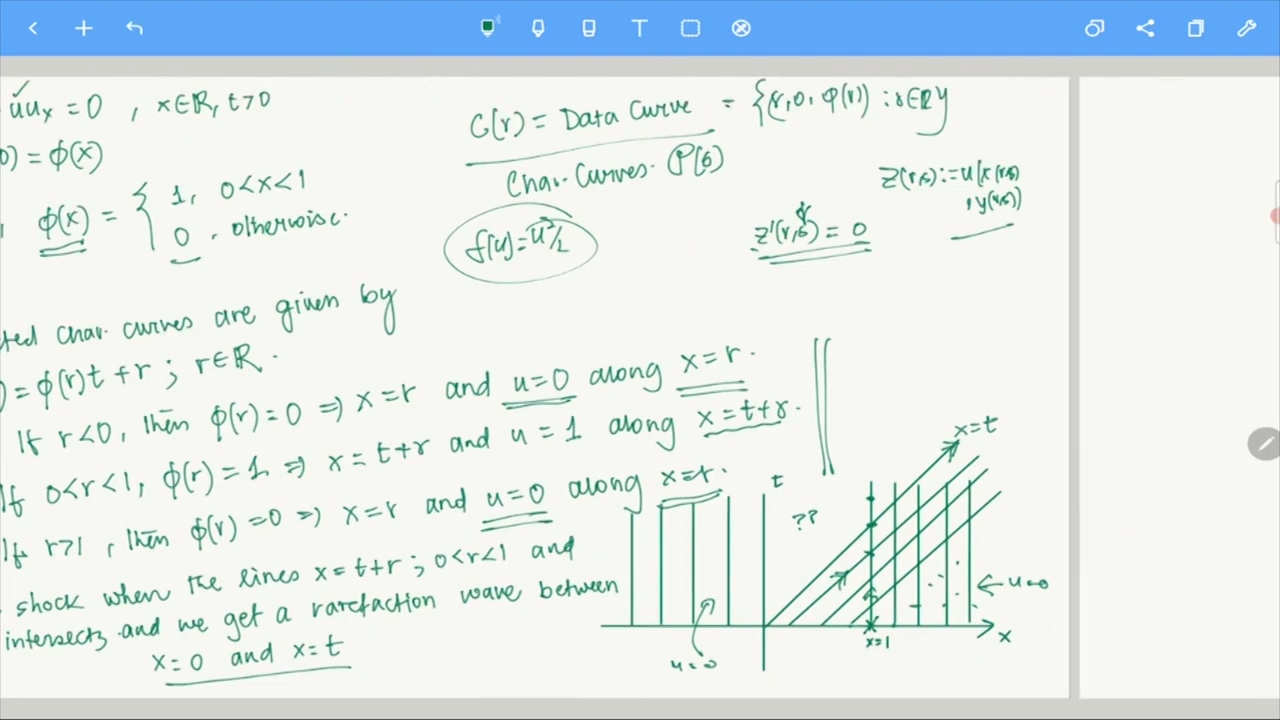 uu_x = 0 , x∈ℝ, t>0
0) = ϕ(x)
ϕ(x) = { 1, 0<x<1
0 , otherwise.
C(r) = Data Curve = {(r, 0, φ(r)) : r∈ℝ}
Char. Curves.
f(u) = u²/2
Z(r,s) := u(x(r,s)
, y(r,s))
z'(r,s) = 0
ted char. curves are given by
) = ϕ(r)t + r ; r∈ℝ.
If r<0, then ϕ(r) = 0 ⇒ x=r and u=0 along x=r.
If 0<r<1, ϕ(r) = 1 ⇒ x = t+r and u = 1 along x = t+r.
If r>1, then ϕ(r) = 0 ⇒ x=r and u=0 along x=r.
shock when the lines x = t+r ; 0<r<1 and
intersects and we get a rarefaction wave between
x=0 and x=t
t
??
x=t
u=0
u=0
x=1
x